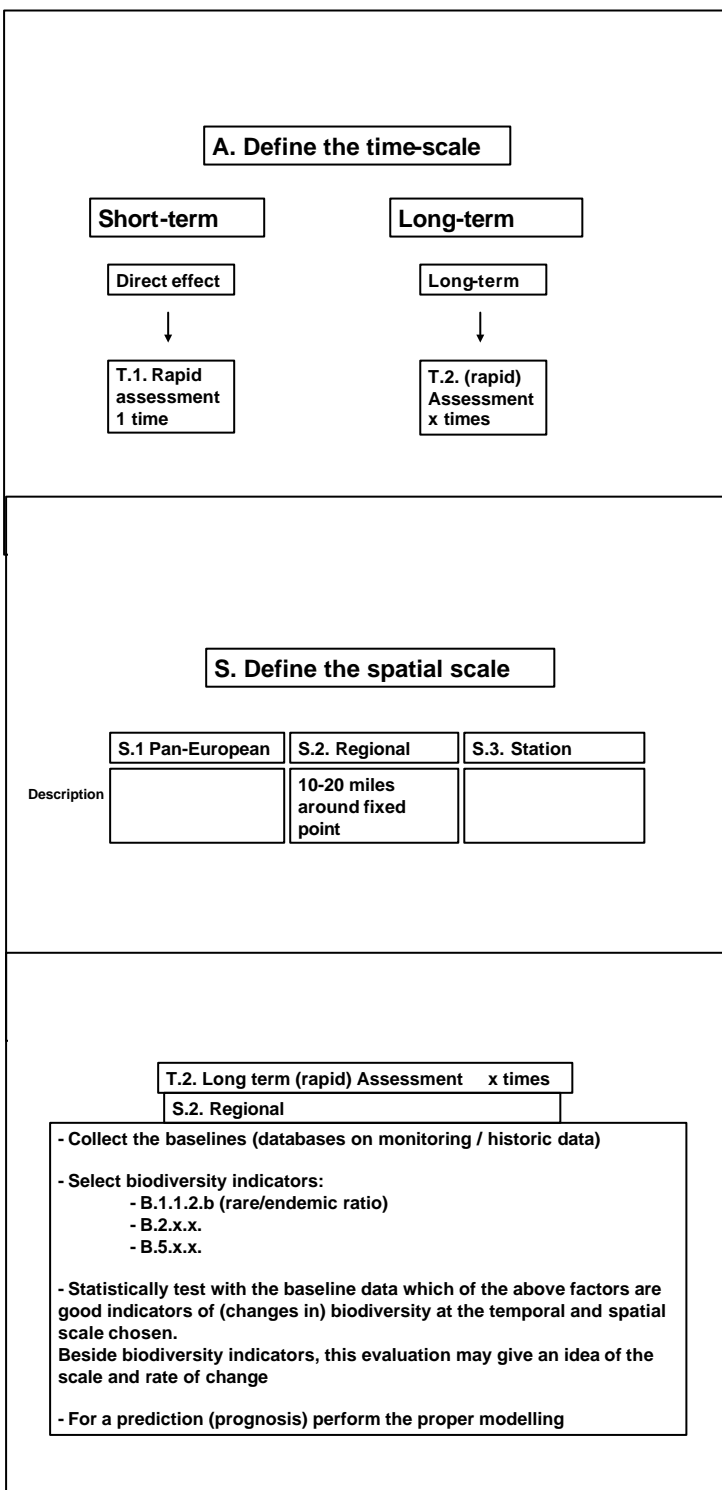 A. Define the time-scale
Short-term
Long-term
Direct effect
Long-term
T.1. Rapid
assessment
1 time
T.2. (rapid)
Assessment
x times
S. Define the spatial scale
S.1 Pan-European
S.2. Regional
S.3. Station
Description
10-20 miles
around fixed
point
T.2. Long term (rapid) Assessment x times
S.2. Regional
- Collect the baselines (databases on monitoring / historic data)
- Select biodiversity indicators:
- B.1.1.2.b (rare/endemic ratio)
- B.2.x.x.
- B.5.x.x.
- Statistically test with the baseline data which of the above factors are
good indicators of (changes in) biodiversity at the temporal and spatial
scale chosen.
Beside biodiversity indicators, this evaluation may give an idea of the
scale and rate of change
- For a prediction (prognosis) perform the proper modelling